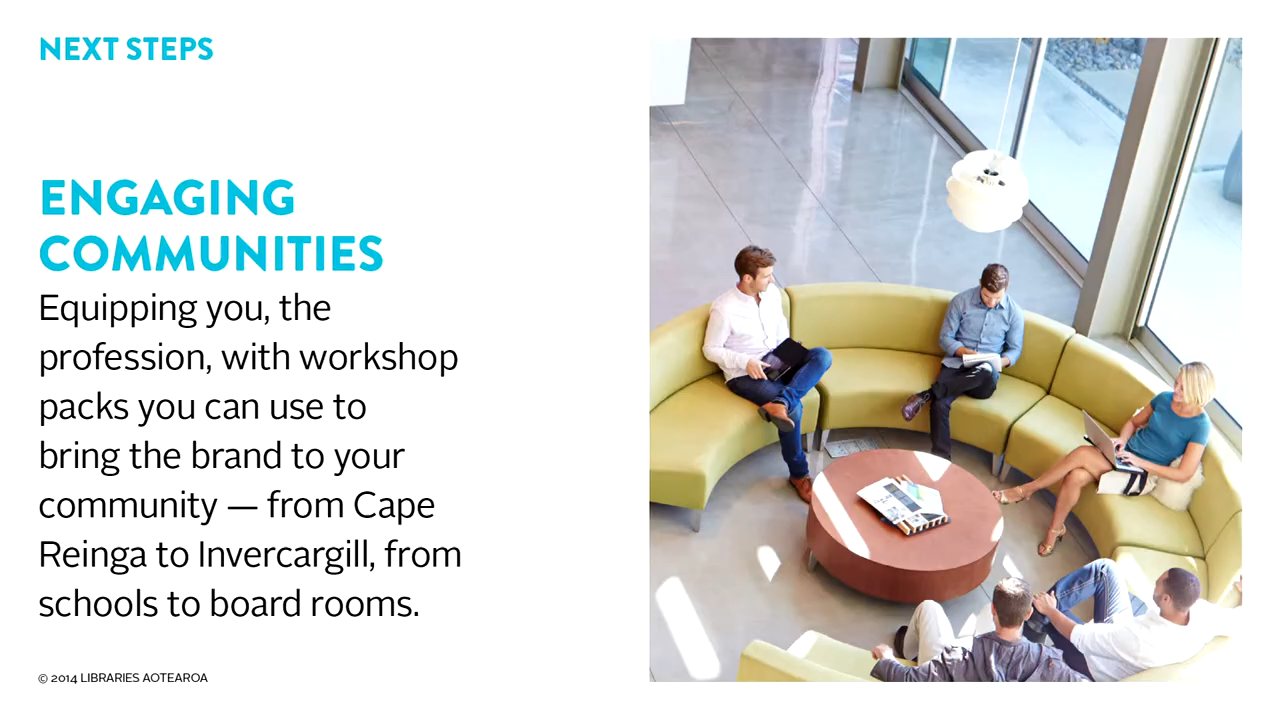 NEXT STEPS
ENGAGING
COMMUNITIES
Equipping you, the
profession, with workshop
packs you can use to
bring the brand to your
community — from Cape
Reinga to Invercargill, from
schools to board rooms.
© 2014 LIBRARIES AOTEAROA